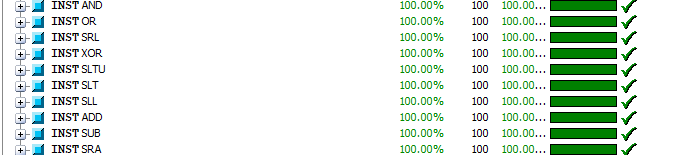 INST AND 100.00% 100 100.00...
INST OR 100.00% 100 100.00...
INST SRL 100.00% 100 100.00...
INST XOR 100.00% 100 100.00...
INST SLTU 100.00% 100 100.00...
INST SLT 100.00% 100 100.00...
INST SLL 100.00% 100 100.00...
INST ADD 100.00% 100 100.00...
INST SUB 100.00% 100 100.00...
INST SRA 100.00% 100 100.00...